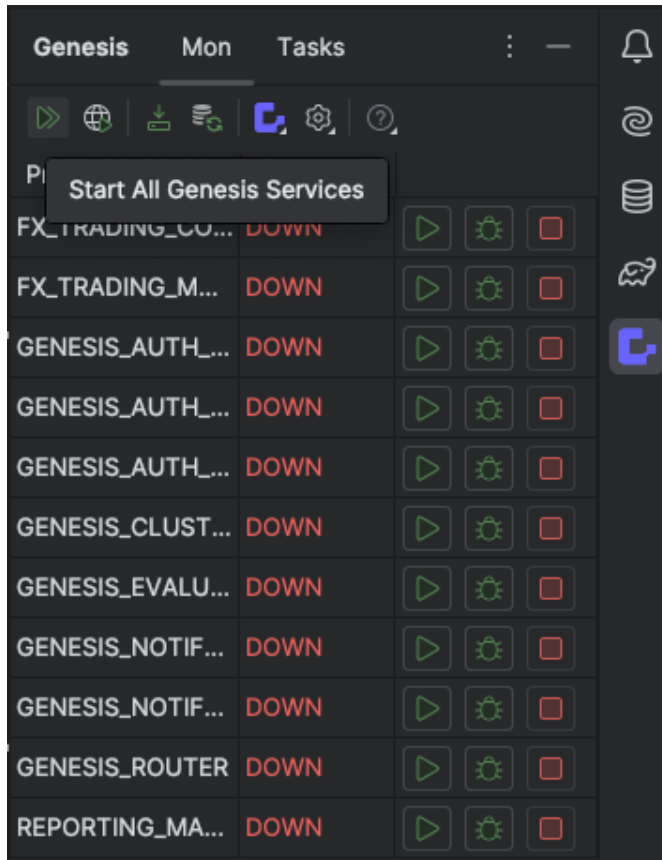 Genesis Mon Tasks
Start All Genesis Services
FX_TRADING_CO... DOWN
FX_TRADING_M... DOWN
GENESIS_AUTH_... DOWN
GENESIS_AUTH_... DOWN
GENESIS_AUTH_... DOWN
GENESIS_CLUST... DOWN
GENESIS_EVALU... DOWN
GENESIS_NOTIF... DOWN
GENESIS_NOTIF... DOWN
GENESIS_ROUTER DOWN
REPORTING_MA... DOWN